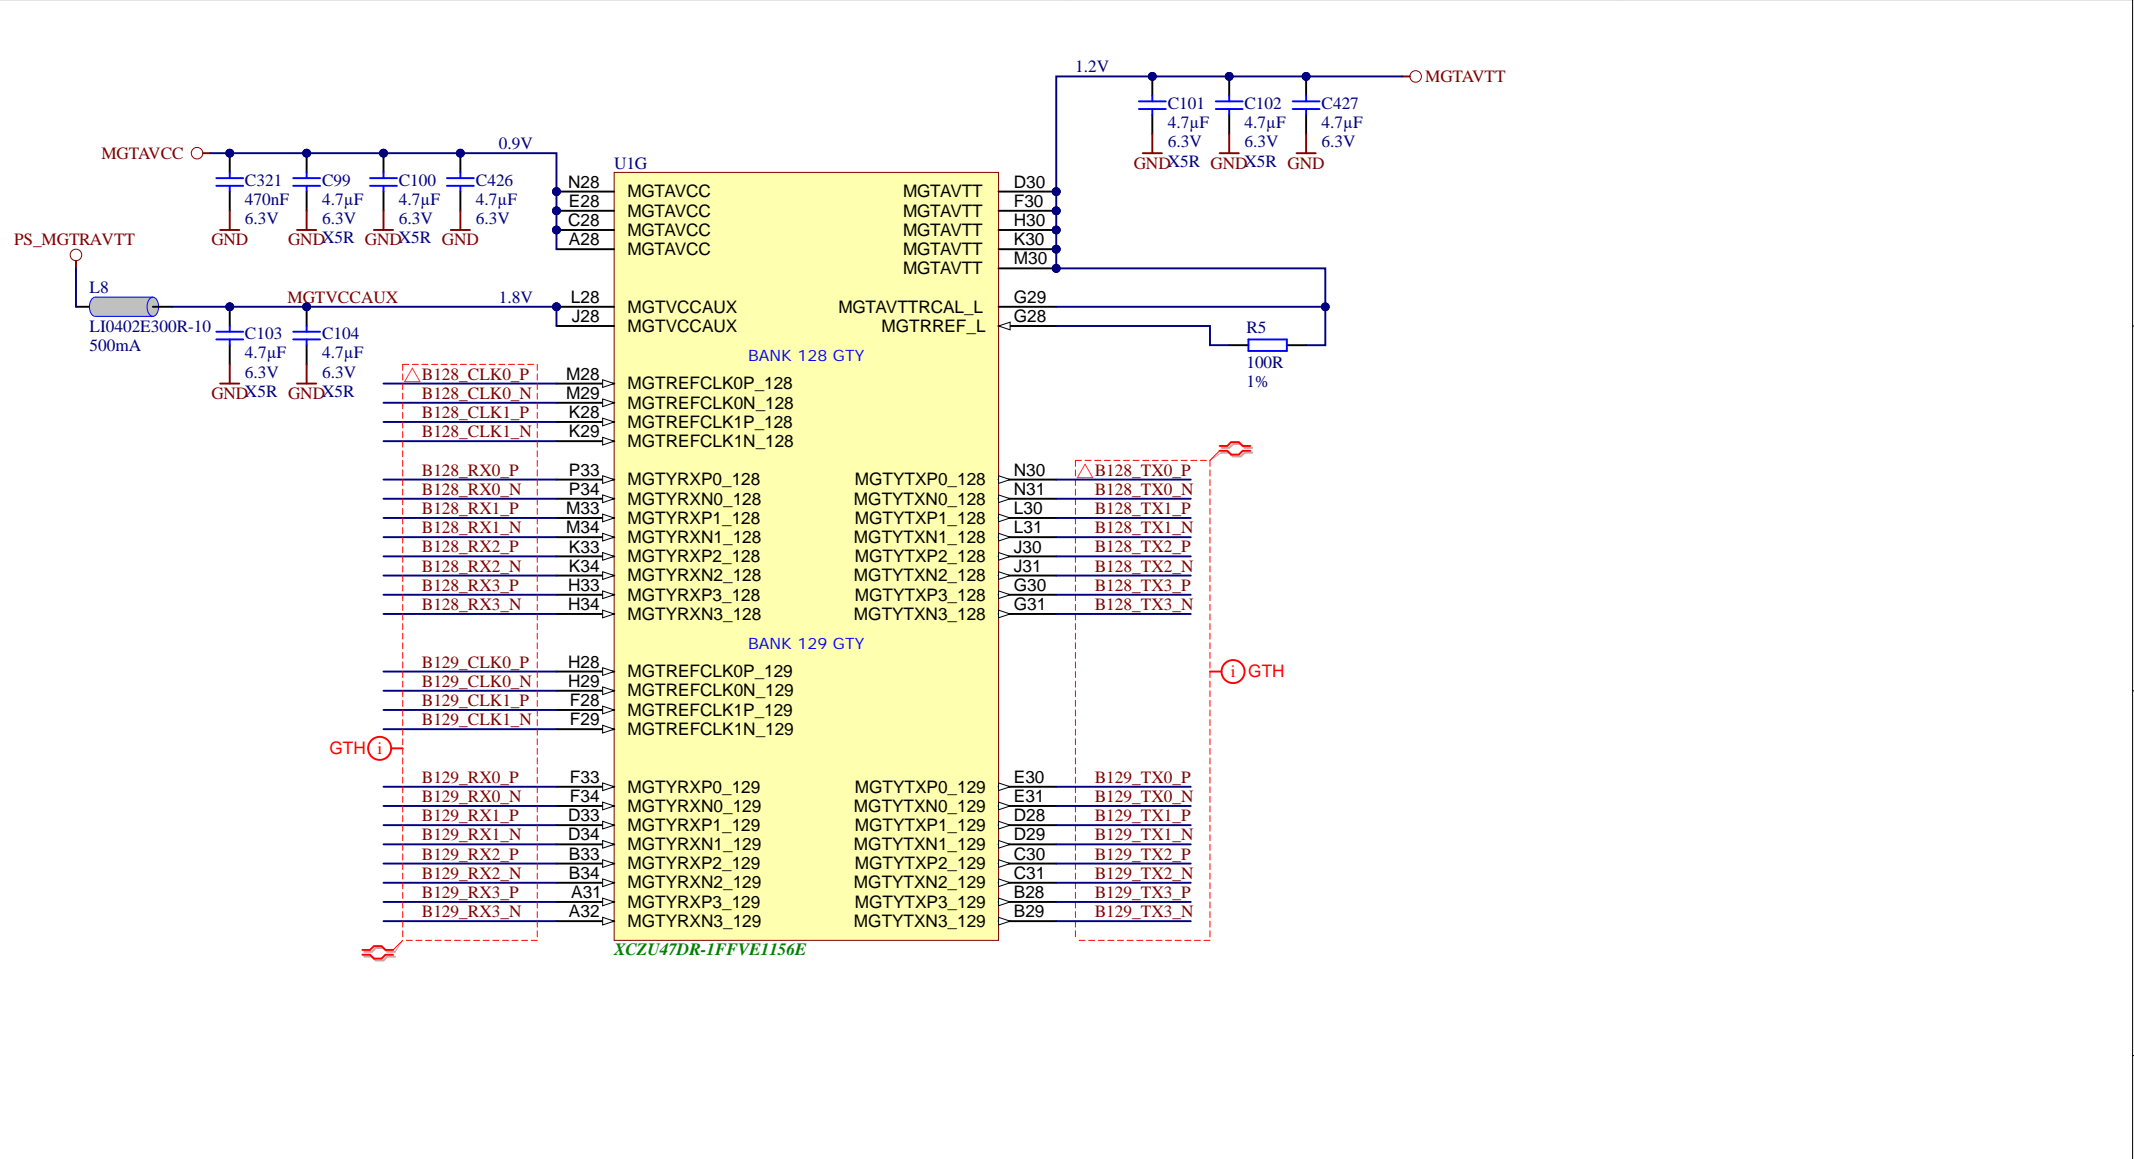 1.2V
MGTAVTT
C101
4.7µF
6.3V
X5R
GND
C102
4.7µF
6.3V
X5R
GND
C427
4.7µF
6.3V
GND
MGTAVCC
0.9V
C321
470nF
6.3V
GND
C99
4.7µF
6.3V
X5R
GND
C100
4.7µF
6.3V
X5R
GND
C426
4.7µF
6.3V
GND
PS_MGTRAVTT
L8
LI0402E300R-10
500mA
MGTVCCAUX
1.8V
C103
4.7µF
6.3V
X5R
GND
C104
4.7µF
6.3V
X5R
GND
U1G
N28 MGTAVCC MGTAVTT D30
E28 MGTAVCC MGTAVTT F30
C28 MGTAVCC MGTAVTT H30
A28 MGTAVCC MGTAVTT K30
MGTAVTT M30
L28 MGTVCCAUX MGTAVTTRCAL_L G29
J28 MGTVCCAUX MGTRREF_L G28
R5
100R
1%
BANK 128 GTY
B128_CLK0_P M28 MGTREFCLK0P_128
B128_CLK0_N M29 MGTREFCLK0N_128
B128_CLK1_P K28 MGTREFCLK1P_128
B128_CLK1_N K29 MGTREFCLK1N_128
B128_RX0_P P33 MGTYRXP0_128 MGTYTXP0_128 N30 B128_TX0_P
B128_RX0_N P34 MGTYRXN0_128 MGTYTXN0_128 N31 B128_TX0_N
B128_RX1_P M33 MGTYRXP1_128 MGTYTXP1_128 L30 B128_TX1_P
B128_RX1_N M34 MGTYRXN1_128 MGTYTXN1_128 L31 B128_TX1_N
B128_RX2_P K33 MGTYRXP2_128 MGTYTXP2_128 J30 B128_TX2_P
B128_RX2_N K34 MGTYRXN2_128 MGTYTXN2_128 J31 B128_TX2_N
B128_RX3_P H33 MGTYRXP3_128 MGTYTXP3_128 G30 B128_TX3_P
B128_RX3_N H34 MGTYRXN3_128 MGTYTXN3_128 G31 B128_TX3_N
BANK 129 GTY
B129_CLK0_P H28 MGTREFCLK0P_129
B129_CLK0_N H29 MGTREFCLK0N_129
B129_CLK1_P F28 MGTREFCLK1P_129
B129_CLK1_N F29 MGTREFCLK1N_129
i GTH
GTH i
B129_RX0_P F33 MGTYRXP0_129 MGTYTXP0_129 E30 B129_TX0_P
B129_RX0_N F34 MGTYRXN0_129 MGTYTXN0_129 E31 B129_TX0_N
B129_RX1_P D33 MGTYRXP1_129 MGTYTXP1_129 D28 B129_TX1_P
B129_RX1_N D34 MGTYRXN1_129 MGTYTXN1_129 D29 B129_TX1_N
B129_RX2_P B33 MGTYRXP2_129 MGTYTXP2_129 C30 B129_TX2_P
B129_RX2_N B34 MGTYRXN2_129 MGTYTXN2_129 C31 B129_TX2_N
B129_RX3_P A31 MGTYRXP3_129 MGTYTXP3_129 B28 B129_TX3_P
B129_RX3_N A32 MGTYRXN3_129 MGTYTXN3_129 B29 B129_TX3_N
XCZU47DR-1FFVE1156E